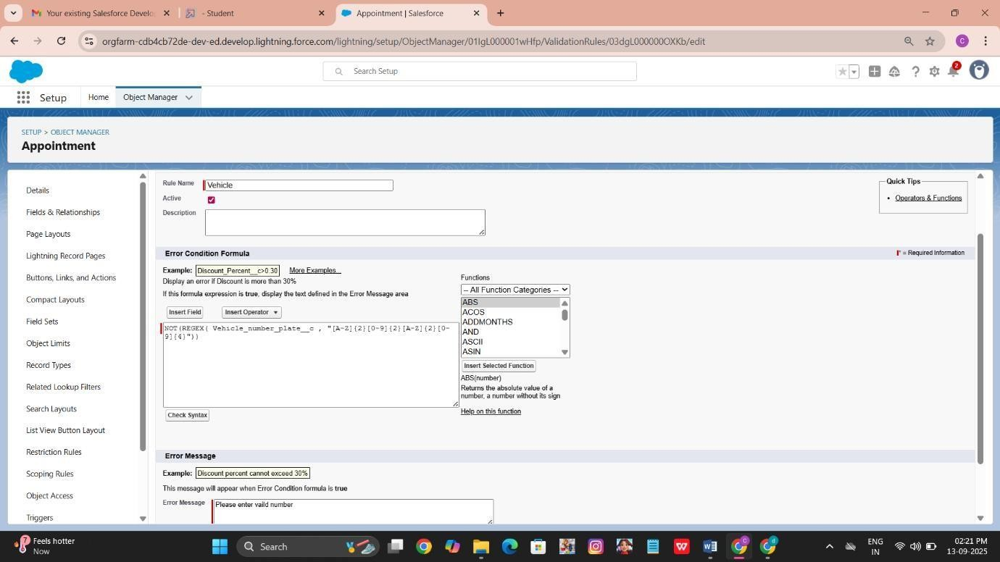 Your existing Salesforce Develo
- Student
Appointment | Salesforce
orgfarm-cdb4cb72de-dev-ed.develop.lightning.force.com/lightning/setup/ObjectManager/01IgL000001wHfp/ValidationRules/03dgL000000OXKb/edit
C
Search Setup
2
Setup
Home
Object Manager
SETUP > OBJECT MANAGER
Appointment
Details
Fields & Relationships
Page Layouts
Lightning Record Pages
Buttons, Links, and Actions
Compact Layouts
Field Sets
Object Limits
Record Types
Related Lookup Filters
Search Layouts
List View Button Layout
Restriction Rules
Scoping Rules
Object Access
Triggers
Rule Name
Vehicle
Active
Description
Quick Tips
• Operators & Functions
Error Condition Formula
= Required Information
Example: Discount_Percent__c>0.30 More Examples...
Display an error if Discount is more than 30%
If this formula expression is true, display the text defined in the Error Message area
Insert Field
Insert Operator
NOT(REGEX( Vehicle_number_plate__c , "[A-Z]{2}[0-9]{2}[A-Z]{2}[0-
9]{4}"))
Check Syntax
Functions
-- All Function Categories --
ABS
ACOS
ADDMONTHS
AND
ASCII
ASIN
Insert Selected Function
ABS(number)
Returns the absolute value of a
number, a number without its sign
Help on this function
Error Message
Example: Discount percent cannot exceed 30%
This message will appear when Error Condition formula is true
Error Message
Please enter vaild number
7
Feels hotter
Now
Search
C
d
ENG
IN
02:21 PM
13-09-2025